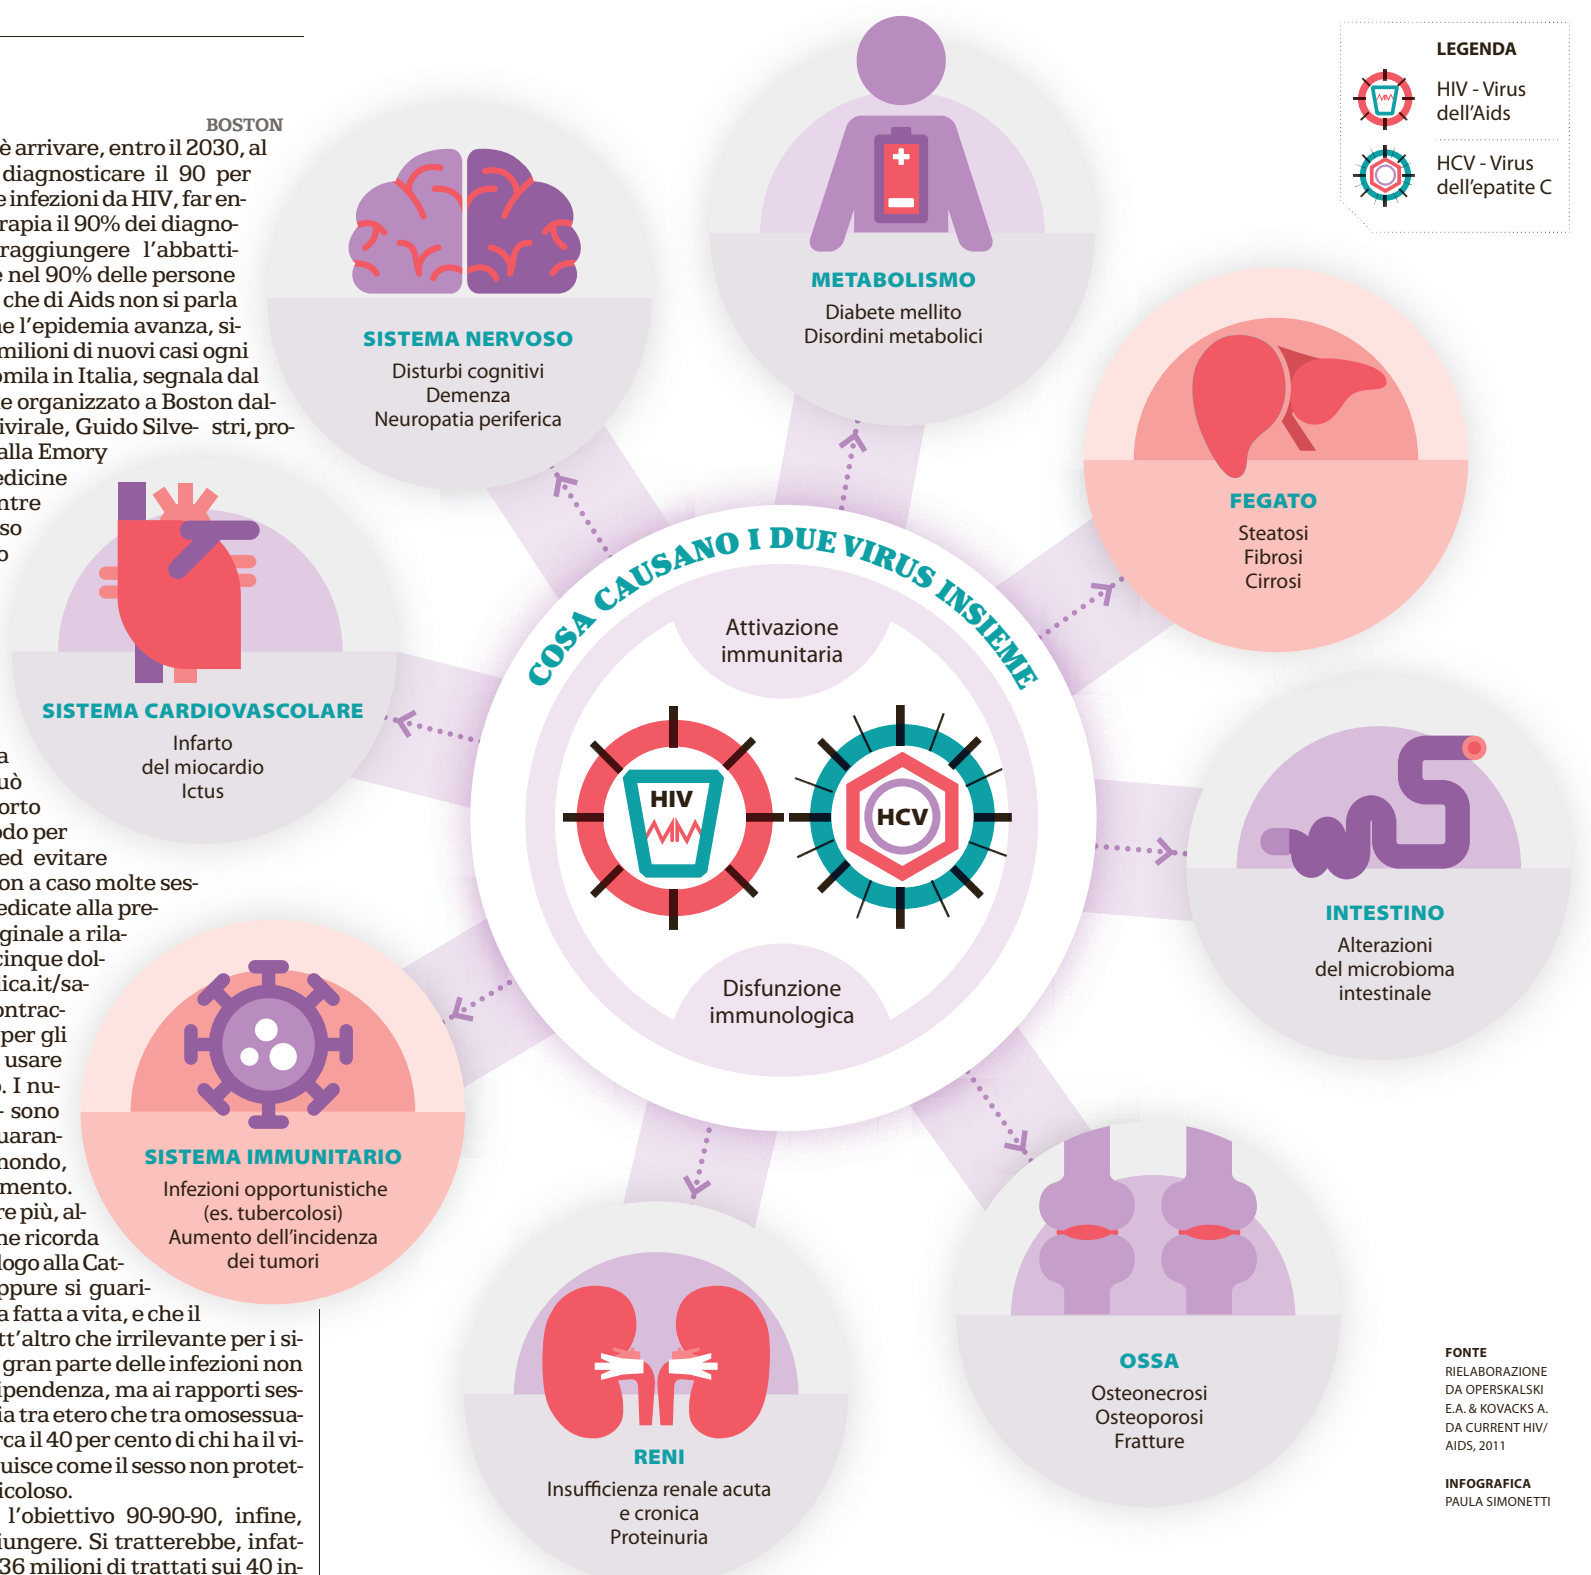 BOSTON
è arrivare, entro il 2030, al
diagnosticare il 90 per
e infezioni da HIV, far en-
rapia il 90% dei diagno-
raggiungere l'abbatti-
e nel 90% delle persone
che di Aids non si parla
ne l'epidemia avanza, si-
milioni di nuovi casi ogni
omila in Italia, segnala dal
e organizzato a Boston dal-
ivirale, Guido Silve- stri, pro-
alla Emory
edicine
ntre
so
o
a
uò
orto
odo per
ed evitare
on a caso molte ses-
edicate alla pre-
ginale a rila-
cinque dol-
lica.it/sa-
ontrac-
per gli
usare
o. I nu-
- sono
uaran-
mondo,
mento.
re più, al-
ne ricorda
logo alla Cat-
ppure si guari-
a fatta a vita, e che il
tt'altro che irrilevante per i si-
gran parte delle infezioni non
ipendenza, ma ai rapporti ses-
ia tra etero che tra omosessua-
rca il 40 per cento di chi ha il vi-
uisce come il sesso non protet-
icoloso.
l'obiettivo 90-90-90, infine,
iungere. Si tratterebbe, infat-
36 milioni di trattati sui 40 in-
LEGENDA
HIV - Virus
dell'Aids
HCV - Virus
dell'epatite C
COSA CAUSANO I DUE VIRUS INSIEME
Attivazione
immunitaria
HIV
HCV
Disfunzione
immunologica
METABOLISMO
Diabete mellito
Disordini metabolici
SISTEMA NERVOSO
Disturbi cognitivi
Demenza
Neuropatia periferica
FEGATO
Steatosi
Fibrosi
Cirrosi
SISTEMA CARDIOVASCOLARE
Infarto
del miocardio
Ictus
INTESTINO
Alterazioni
del microbioma
intestinale
SISTEMA IMMUNITARIO
Infezioni opportunistiche
(es. tubercolosi)
Aumento dell'incidenza
dei tumori
OSSA
Osteonecrosi
Osteoporosi
Fratture
RENI
Insufficienza renale acuta
e cronica
Proteinuria
FONTE
RIELABORAZIONE
DA OPERSKALSKI
E.A. & KOVACKS A.
DA CURRENT HIV/
AIDS, 2011
INFOGRAFICA
PAULA SIMONETTI